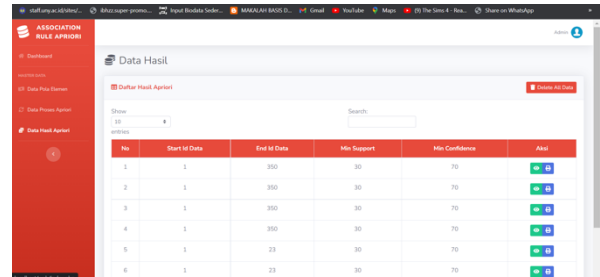 staff.uny.ac.id/sites/... ibhzz:super-promo.... Input Biodata Seder... MAKALAH BASIS D... Gmail YouTube Maps (9) The Sims 4 - Rea... Share on WhatsApp
ASSOCIATION
RULE APRIORI
Admin
Dashboard
Data Hasil
MASTER DATA
Data Pola Elemen
Data Proses Apriori
Data Hasil Apriori
Daftar Hasil Apriori
Delete All Data
Show
10
entries
Search:
No Start Id Data End Id Data Min Support Min Confidence Aksi
1 1 350 30 70
2 1 350 30 70
3 1 350 30 70
4 1 350 30 70
5 1 23 30 70
6 1 23 30 70